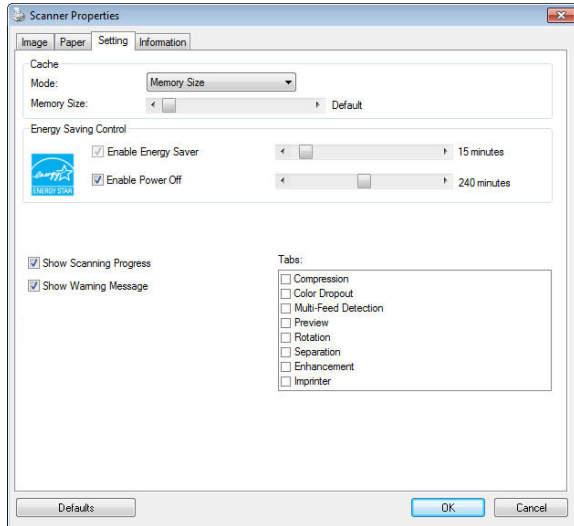 Scanner Properties
Image Paper Setting Information
Cache
Mode: Memory Size
Memory Size: Default
Energy Saving Control
Enable Energy Saver 15 minutes
energy
ENERGY STAR
Enable Power Off 240 minutes
Show Scanning Progress
Show Warning Message
Tabs:
Compression
Color Dropout
Multi-Feed Detection
Preview
Rotation
Separation
Enhancement
Imprinter
Defaults OK Cancel